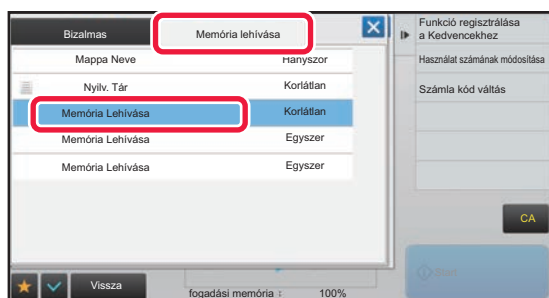 Bizalmas
Memória lehívása
Mappa Neve Hányszor
Nyilv. Tár Korlátlan
Memória Lehívása Korlátlan
Memória Lehívása Egyszer
Memória Lehívása Egyszer
Vissza
fogadási memória : 100%
Funkció regisztrálása
a Kedvencekhez
Használat számának módosítása
Számla kód váltás
CA
Start